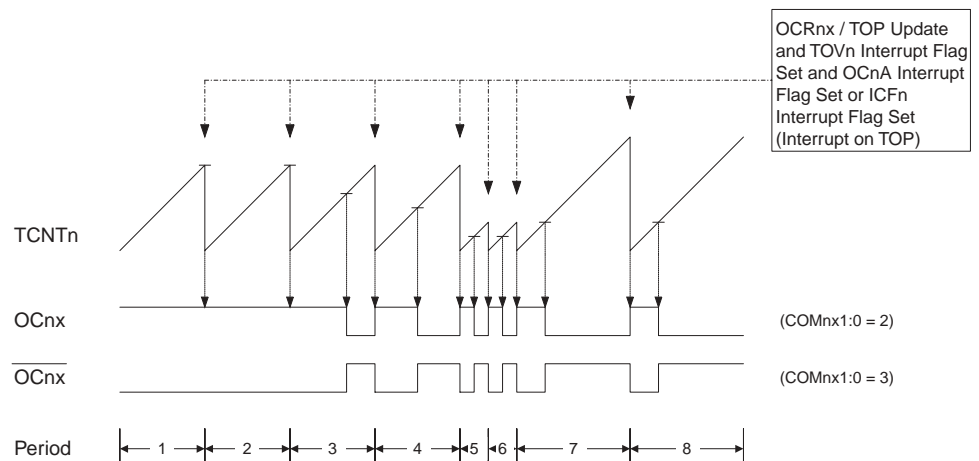 OCRnx / TOP Update
and TOVn Interrupt Flag
Set and OCnA Interrupt
Flag Set or ICFn
Interrupt Flag Set
(Interrupt on TOP)
TCNTn
OCnx
(COMnx1:0 = 2)
OCnx
(COMnx1:0 = 3)
Period
1 2 3 4 5 6 7 8